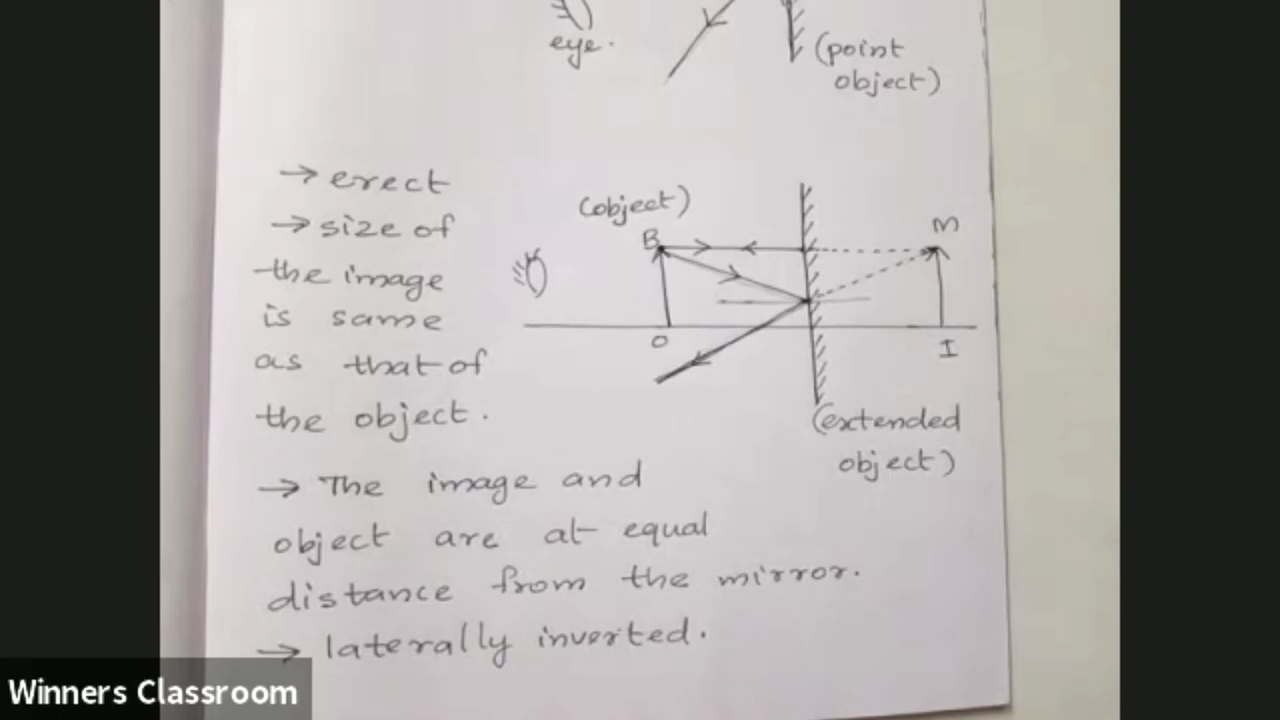 eye.
(point
object)
→ erect
→ size of
the image
is same
as that of
the object.
(object)
B
M
O
I
(extended
object)
→ The image and
object are at equal
distance from the mirror.
→ laterally inverted.
Winners Classroom